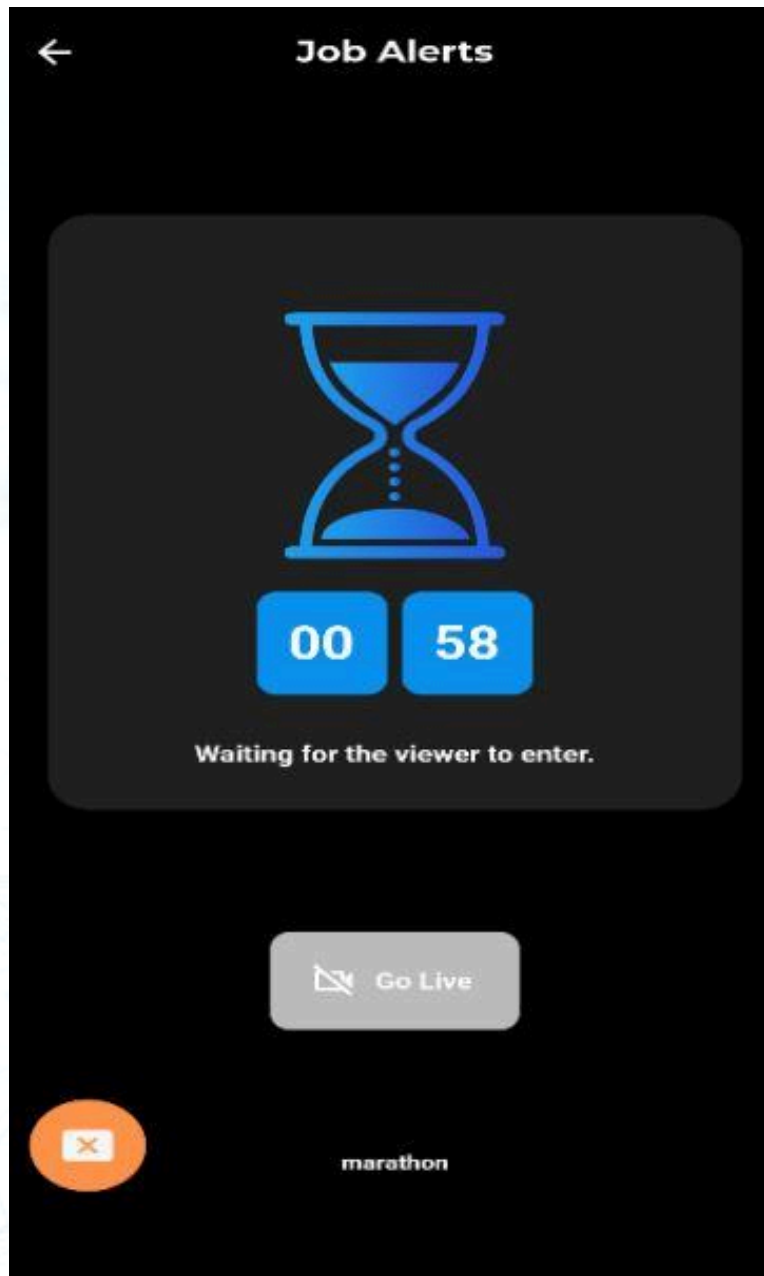 Job Alerts
00 58
Waiting for the viewer to enter.
Go Live
marathon